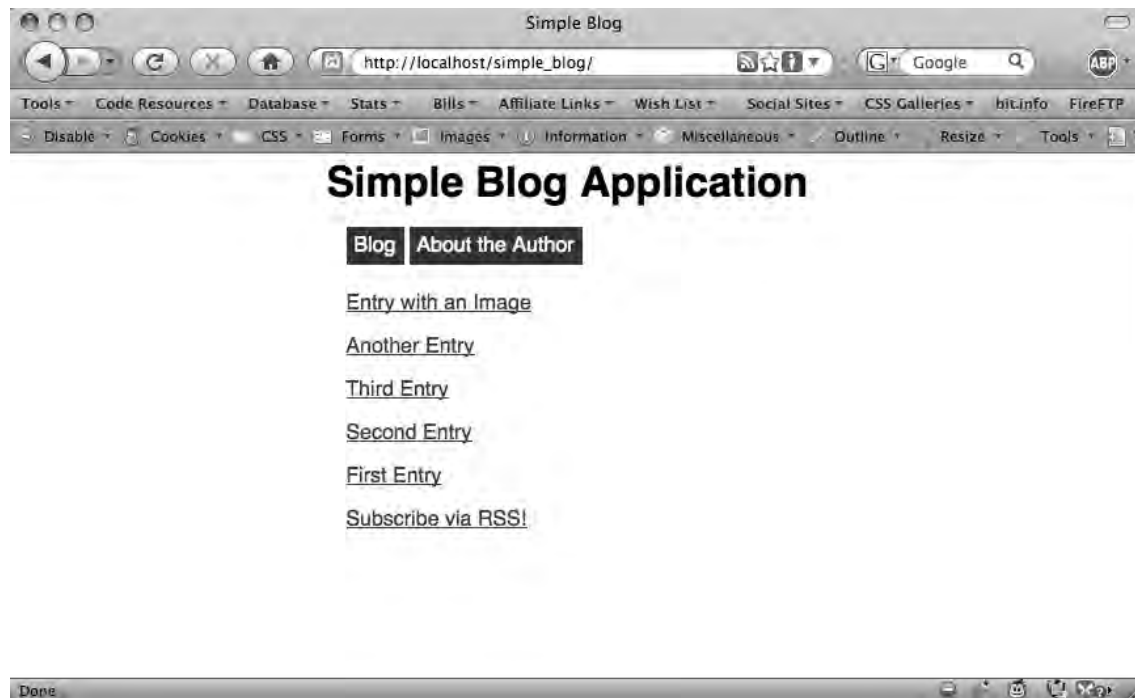 Simple Blog
http://localhost/simple_blog/
G Google
ABP
Tools Code Resources Database Stats Bills Affiliate Links Wish List Social Sites CSS Galleries bit.info FireFTP
Disable Cookies CSS Forms Images Information Miscellaneous Outline Resize Tools
Simple Blog Application
Blog About the Author
Entry with an Image
Another Entry
Third Entry
Second Entry
First Entry
Subscribe via RSS!
Done